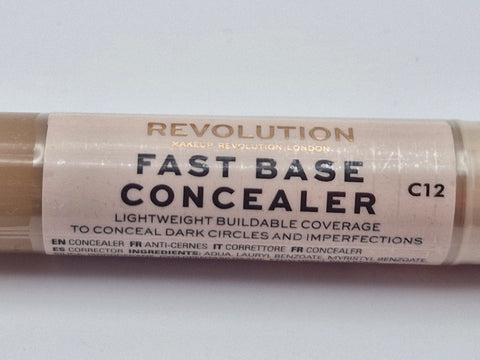 REVOLUTION
MAKEUP REVOLUTION LONDON
FAST BASE
CONCEALER
C12
LIGHTWEIGHT BUILDABLE COVERAGE
TO CONCEAL DARK CIRCLES AND IMPERFECTIONS
EN CONCEALER FR ANTI-CERNES IT CORRETTORE FR CONCEALER
ES CORRECTOR INGREDIENTS: AQUA, LAURYL BENZOATE, MYRISTYL BENZOATE,